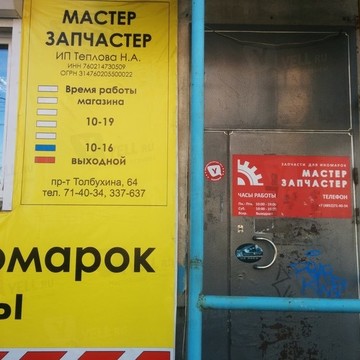 МАСТЕР
ЗАПЧАСТЕР
ИП Теплова Н.А.
ИНН 760214730509
ОГРН 314760205500022
Время работы
магазина
10-19
10-16
ВЫХОДНОЙ
пр-т Толбухина, 64
тел. 71-40-34, 337-637
омарок
ы
ЗАПЧАСТИ ДЛЯ ИНОМАРОК
МАСТЕР
ЗАПЧАСТЕР
ЧАСЫ РАБОТЫ
ТЕЛЕФОН